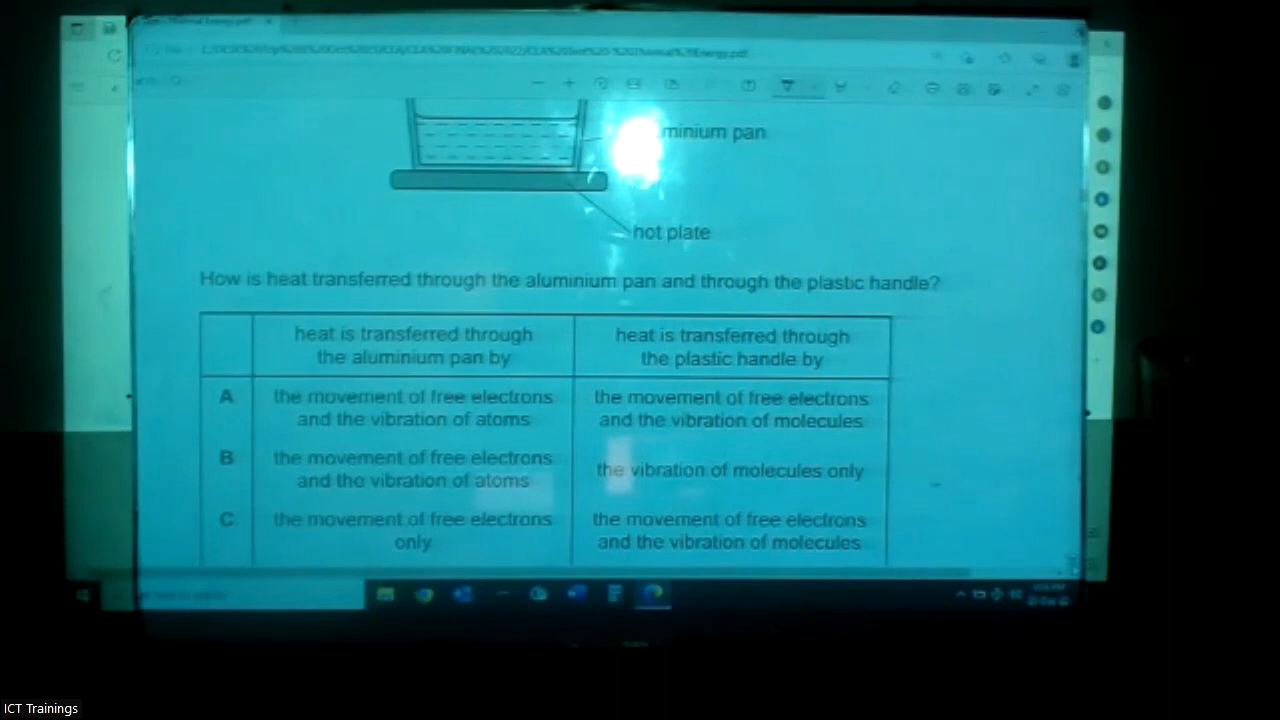 minium pan
hot plate
How is heat transferred through the aluminium pan and through the plastic handle?
heat is transferred through
the aluminium pan by
heat is transferred through
the plastic handle by
A
the movement of free electrons
and the vibration of atoms
the movement of free electrons
and the vibration of molecules
B
the movement of free electrons
and the vibration of atoms
the vibration of molecules only
C
the movement of free electrons
only
the movement of free electrons
and the vibration of molecules
ICT Trainings